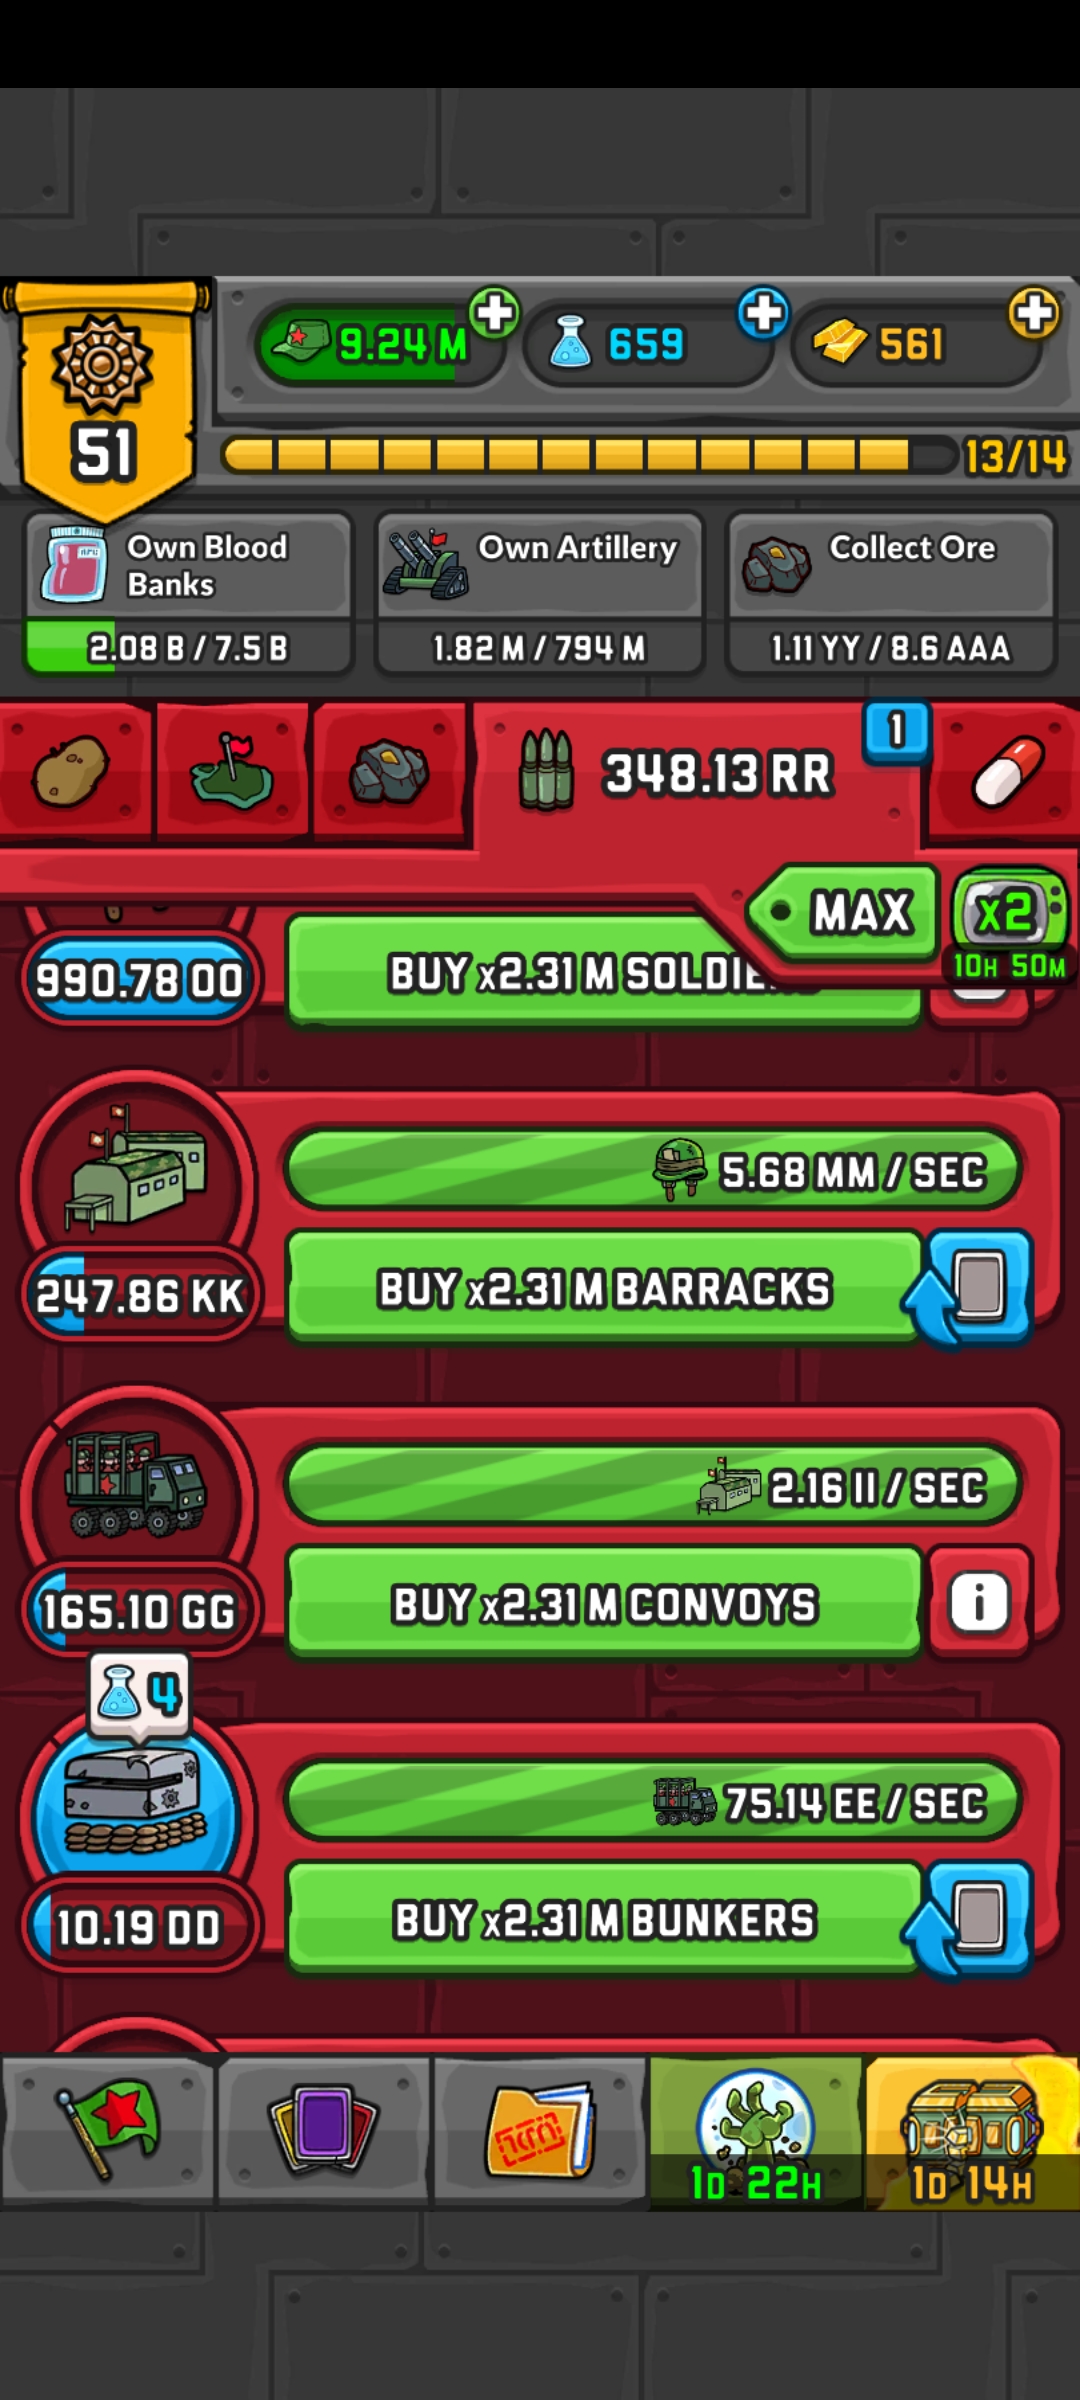 9.24 M
659
561
51
13/14
Own Blood
Banks
2.08 B / 7.5 B
Own Artillery
1.82 M / 794 M
Collect Ore
1.11 YY / 8.6 AAA
348.13 RR
1
MAX
x2
10H 50M
990.78 OO
BUY x2.31 M SOLDIE
5.68 MM / SEC
247.86 KK
BUY x2.31 M BARRACKS
2.16 II / SEC
165.10 GG
BUY x2.31 M CONVOYS
i
4
75.14 EE / SEC
10.19 DD
BUY x2.31 M BUNKERS
1D 22H
1D 14H